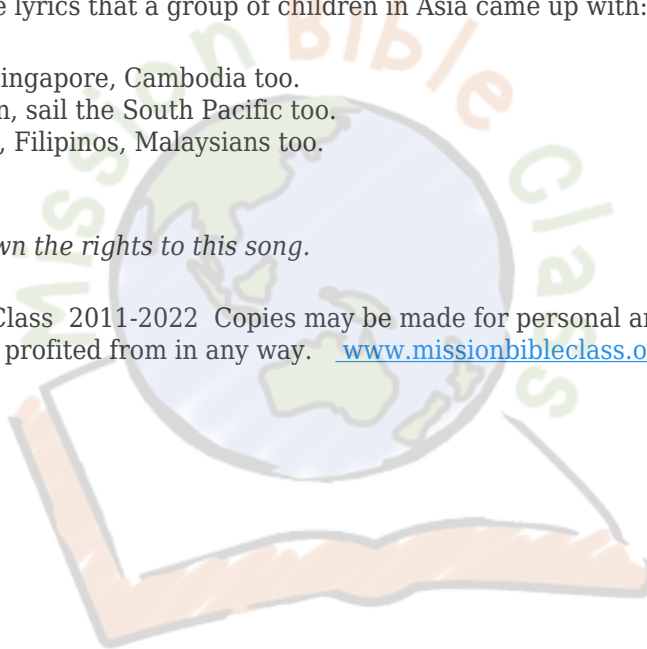 e lyrics that a group of children in Asia came up with:
ingapore, Cambodia too.
n, sail the South Pacific too.
, Filipinos, Malaysians too.
wn the rights to this song.
Class 2011-2022 Copies may be made for personal an
profited from in any way. www.missionbibleclass.o
Mission Bible Class